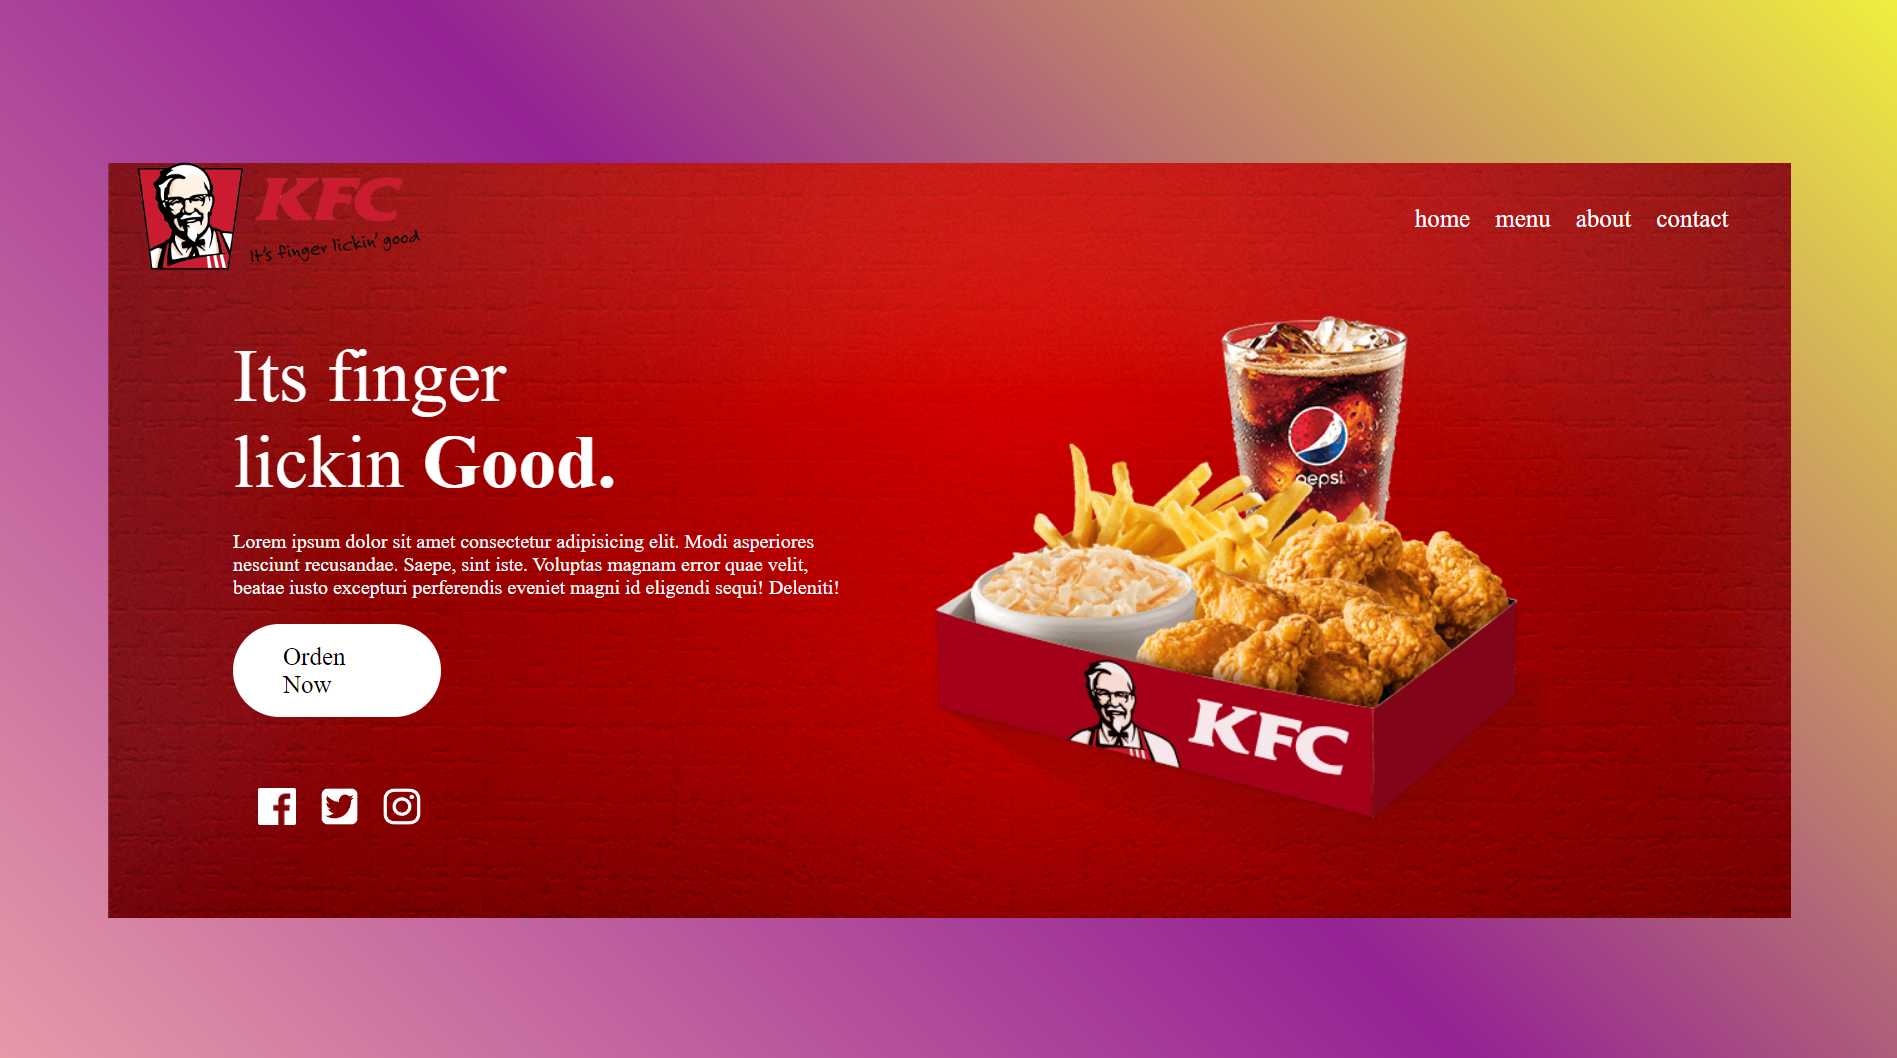 KFC
It's finger lickin' good
home menu about contact
Its finger
lickin Good.
Lorem ipsum dolor sit amet consectetur adipisicing elit. Modi asperiores
nesciunt recusandae. Saepe, sint iste. Voluptas magnam error quae velit,
beatae iusto excepturi perferendis eveniet magni id eligendi sequi! Deleniti!
Orden
Now
pepsi
KFC